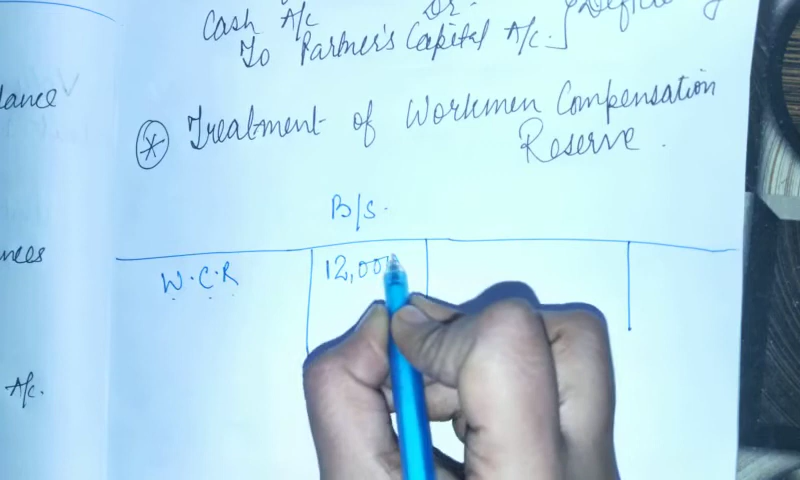 Cash A/c Dr.
To Partner's Capital A/c.
lance
* Treatment of Workmen Compensation
Reserve.
B/S.
nces
W.C.R 12,000
A/c.